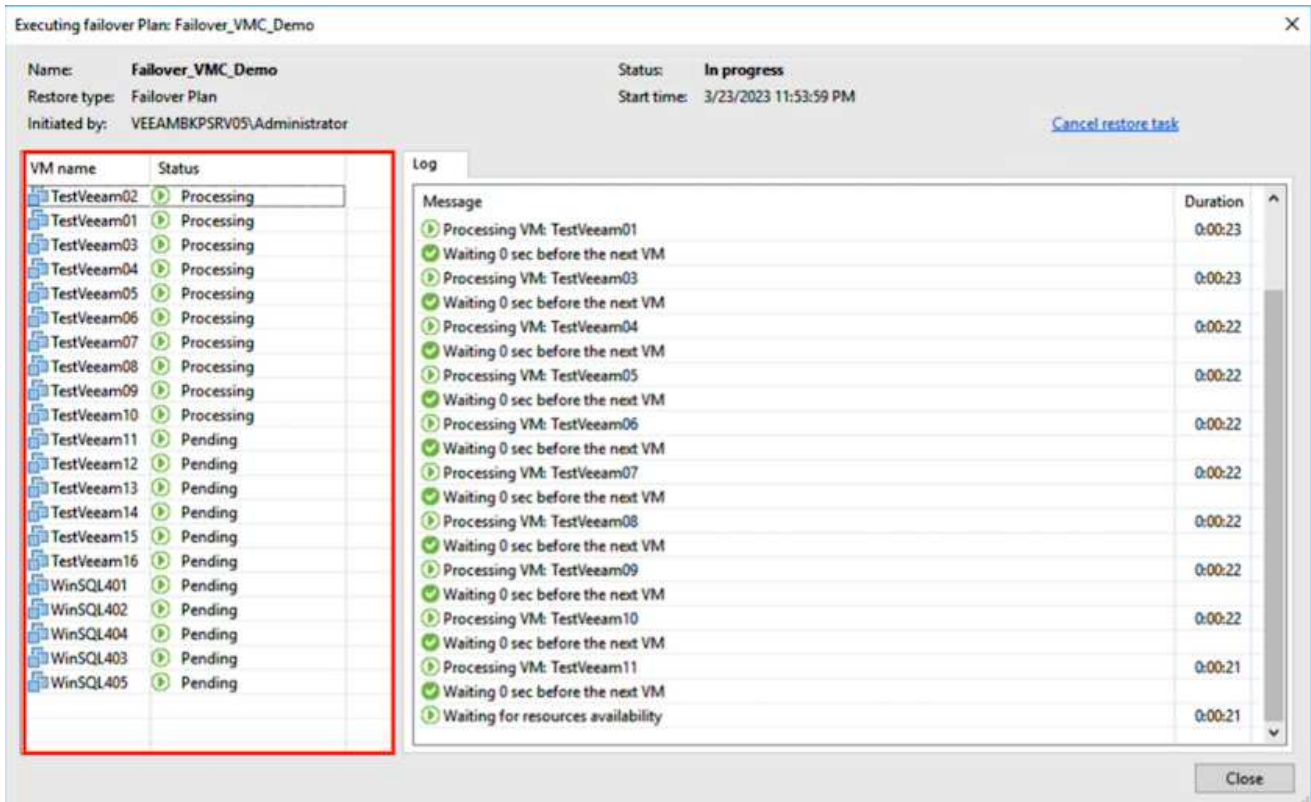 Executing failover Plan: Failover_VMC_Demo
Name: Failover_VMC_Demo Status: In progress
Restore type: Failover Plan Start time: 3/23/2023 11:53:59 PM
Initiated by: VEEAMBKPSRV05\Administrator Cancel restore task
VM name Status
TestVeeam02 Processing
TestVeeam01 Processing
TestVeeam03 Processing
TestVeeam04 Processing
TestVeeam05 Processing
TestVeeam06 Processing
TestVeeam07 Processing
TestVeeam08 Processing
TestVeeam09 Processing
TestVeeam10 Processing
TestVeeam11 Pending
TestVeeam12 Pending
TestVeeam13 Pending
TestVeeam14 Pending
TestVeeam15 Pending
TestVeeam16 Pending
WinSQL401 Pending
WinSQL402 Pending
WinSQL404 Pending
WinSQL403 Pending
WinSQL405 Pending
Log
Message Duration
Processing VM: TestVeeam01 0:00:23
Waiting 0 sec before the next VM
Processing VM: TestVeeam03 0:00:23
Waiting 0 sec before the next VM
Processing VM: TestVeeam04 0:00:22
Waiting 0 sec before the next VM
Processing VM: TestVeeam05 0:00:22
Waiting 0 sec before the next VM
Processing VM: TestVeeam06 0:00:22
Waiting 0 sec before the next VM
Processing VM: TestVeeam07 0:00:22
Waiting 0 sec before the next VM
Processing VM: TestVeeam08 0:00:22
Waiting 0 sec before the next VM
Processing VM: TestVeeam09 0:00:22
Waiting 0 sec before the next VM
Processing VM: TestVeeam10 0:00:22
Waiting 0 sec before the next VM
Processing VM: TestVeeam11 0:00:21
Waiting 0 sec before the next VM
Waiting for resources availability 0:00:21
Close